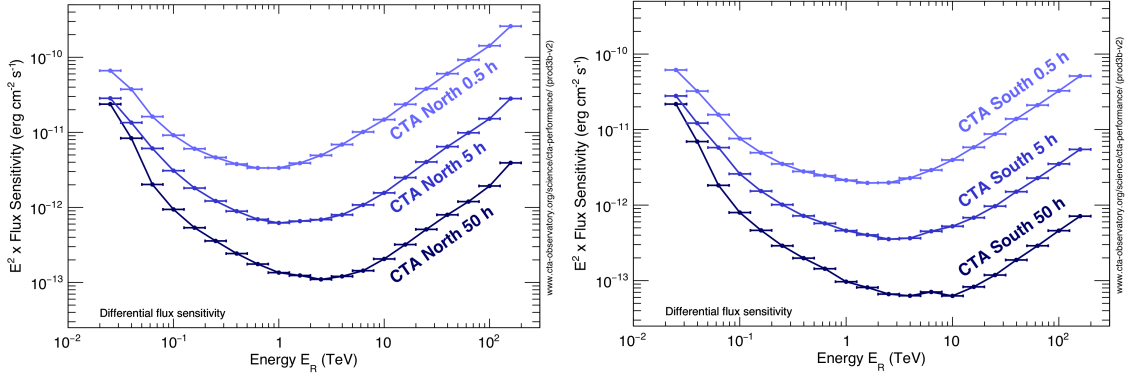 E² x Flux Sensitivity (erg cm⁻² s⁻¹)
10⁻¹⁰
10⁻¹¹
10⁻¹²
10⁻¹³
CTA North 0.5 h
CTA North 5 h
CTA North 50 h
Differential flux sensitivity
www.cta-observatory.org/science/cta-performance/ (prod3b-v2)
10⁻² 10⁻¹ 1 10 10²
Energy E_R (TeV)
E² x Flux Sensitivity (erg cm⁻² s⁻¹)
10⁻¹⁰
10⁻¹¹
10⁻¹²
10⁻¹³
CTA South 0.5 h
CTA South 5 h
CTA South 50 h
Differential flux sensitivity
www.cta-observatory.org/science/cta-performance/ (prod3b-v2)
10⁻² 10⁻¹ 1 10 10²
Energy E_R (TeV)